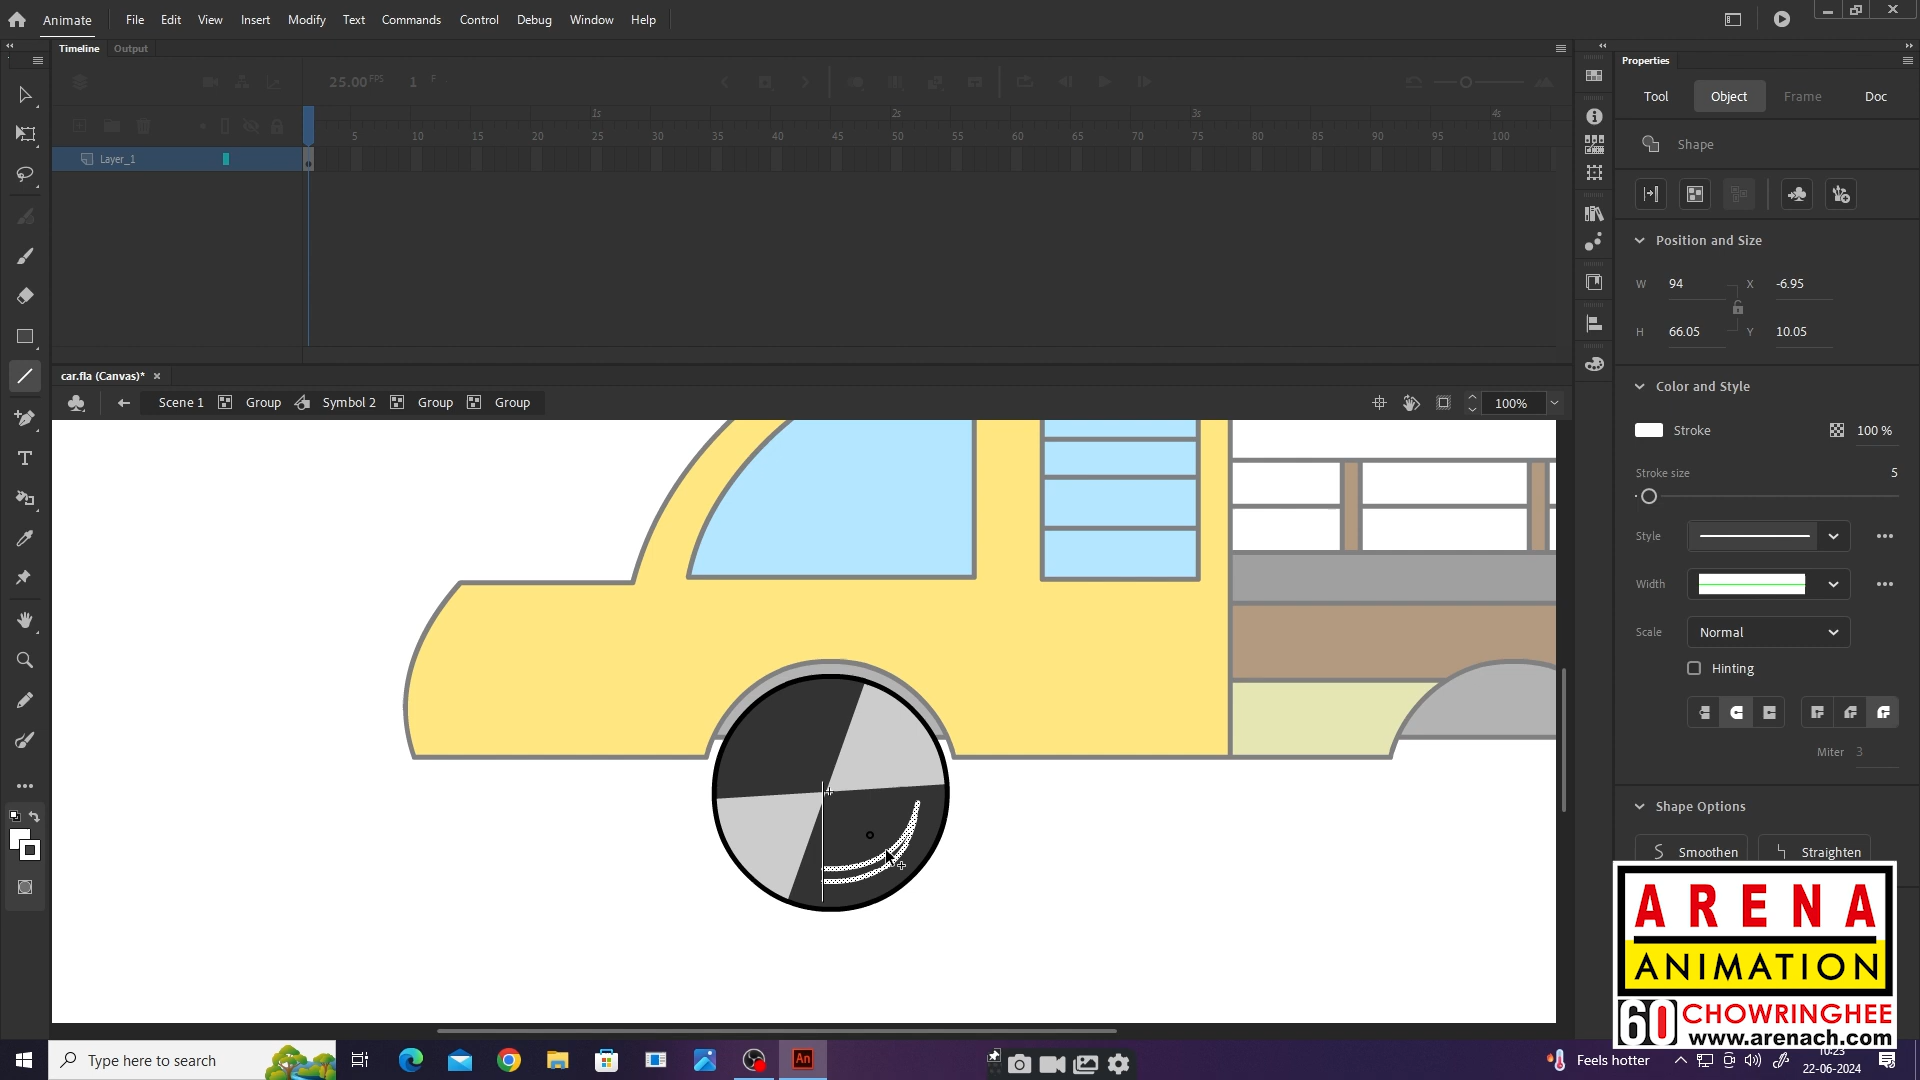 Animate File Edit View Insert Modify Text Commands Control Debug Window Help
Timeline Output
25.00 FPS 1 F
1s 2s 3s 4s
5 10 15 20 25 30 35 40 45 50 55 60 65 70 75 80 85 90 95 100
Layer_1
car.fla (Canvas)*
Scene 1 Group Symbol 2 Group Group
100%
Properties
Tool Object Frame Doc
Shape
Position and Size
W 94 X -6.95
H 66.05 Y 10.05
Color and Style
Stroke 100 %
Stroke size 5
Style
Width
Scale Normal
Hinting
Miter 3
Shape Options
Smoothen Straighten
ARENA
ANIMATION
60 CHOWRINGHEE
www.arenach.com
Type here to search
An
Feels hotter
10:23
22-06-2024